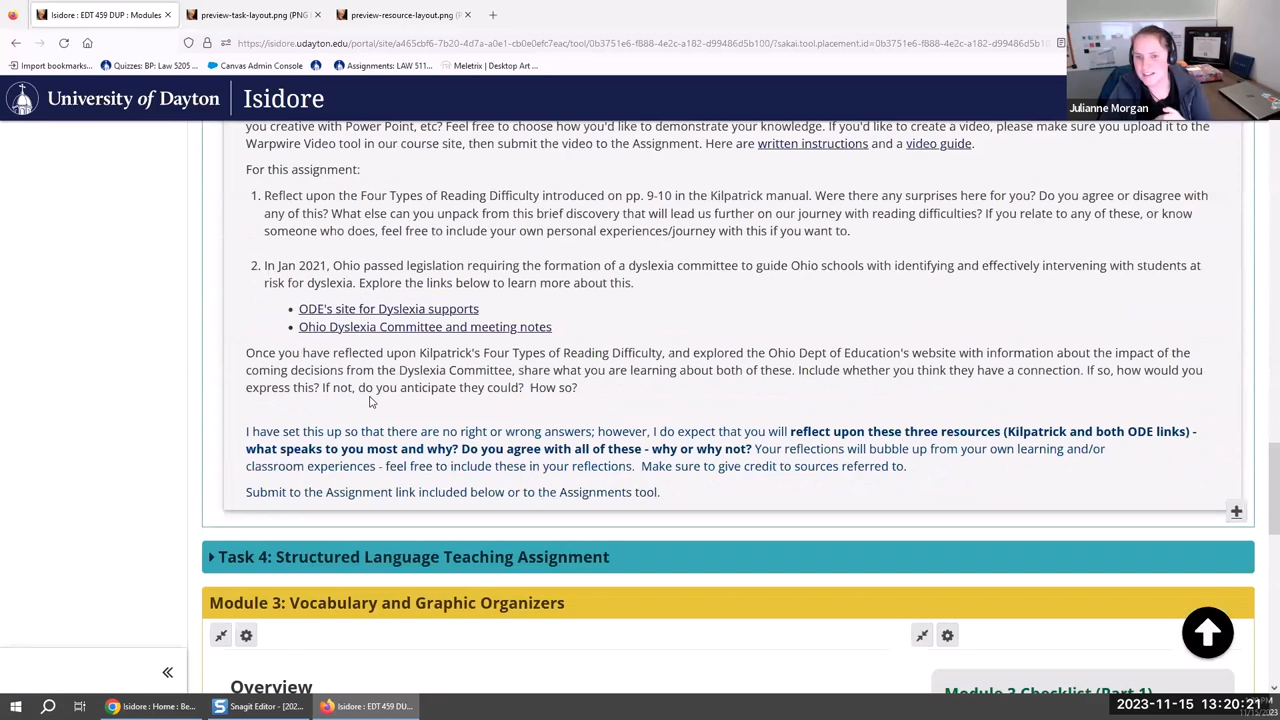 Isidore : EDT 459 DUP : Modules
preview-task-layout.png (PNG
preview-resource-layout.png (PNG
https://isidore.udayton.edu/portal/site/
Import bookmarks...
Quizzes: BP: Law 5205 ...
Canvas Admin Console
Assignments: LAW 511...
Meletrix | Desktop Art ...
Julianne Morgan
University of Dayton
Isidore
you creative with Power Point, etc? Feel free to choose how you'd like to demonstrate your knowledge. If you'd like to create a video, please make sure you upload it to the
Warpwire Video tool in our course site, then submit the video to the Assignment. Here are written instructions and a video guide.
For this assignment:
1. Reflect upon the Four Types of Reading Difficulty introduced on pp. 9-10 in the Kilpatrick manual. Were there any surprises here for you? Do you agree or disagree with
any of this? What else can you unpack from this brief discovery that will lead us further on our journey with reading difficulties? If you relate to any of these, or know
someone who does, feel free to include your own personal experiences/journey with this if you want to.
2. In Jan 2021, Ohio passed legislation requiring the formation of a dyslexia committee to guide Ohio schools with identifying and effectively intervening with students at
risk for dyslexia. Explore the links below to learn more about this.
• ODE's site for Dyslexia supports
• Ohio Dyslexia Committee and meeting notes
Once you have reflected upon Kilpatrick's Four Types of Reading Difficulty, and explored the Ohio Dept of Education's website with information about the impact of the
coming decisions from the Dyslexia Committee, share what you are learning about both of these. Include whether you think they have a connection. If so, how would you
express this? If not, do you anticipate they could? How so?
I have set this up so that there are no right or wrong answers; however, I do expect that you will reflect upon these three resources (Kilpatrick and both ODE links) -
what speaks to you most and why? Do you agree with all of these - why or why not? Your reflections will bubble up from your own learning and/or
classroom experiences - feel free to include these in your reflections. Make sure to give credit to sources referred to.
Submit to the Assignment link included below or to the Assignments tool.
Task 4: Structured Language Teaching Assignment
Module 3: Vocabulary and Graphic Organizers
Overview
Module 3 Checklist (Part 1)
Isidore : Home : Be...
Snagit Editor - [202...
Isidore : EDT 459 DU...
2023-11-15 13:20:21